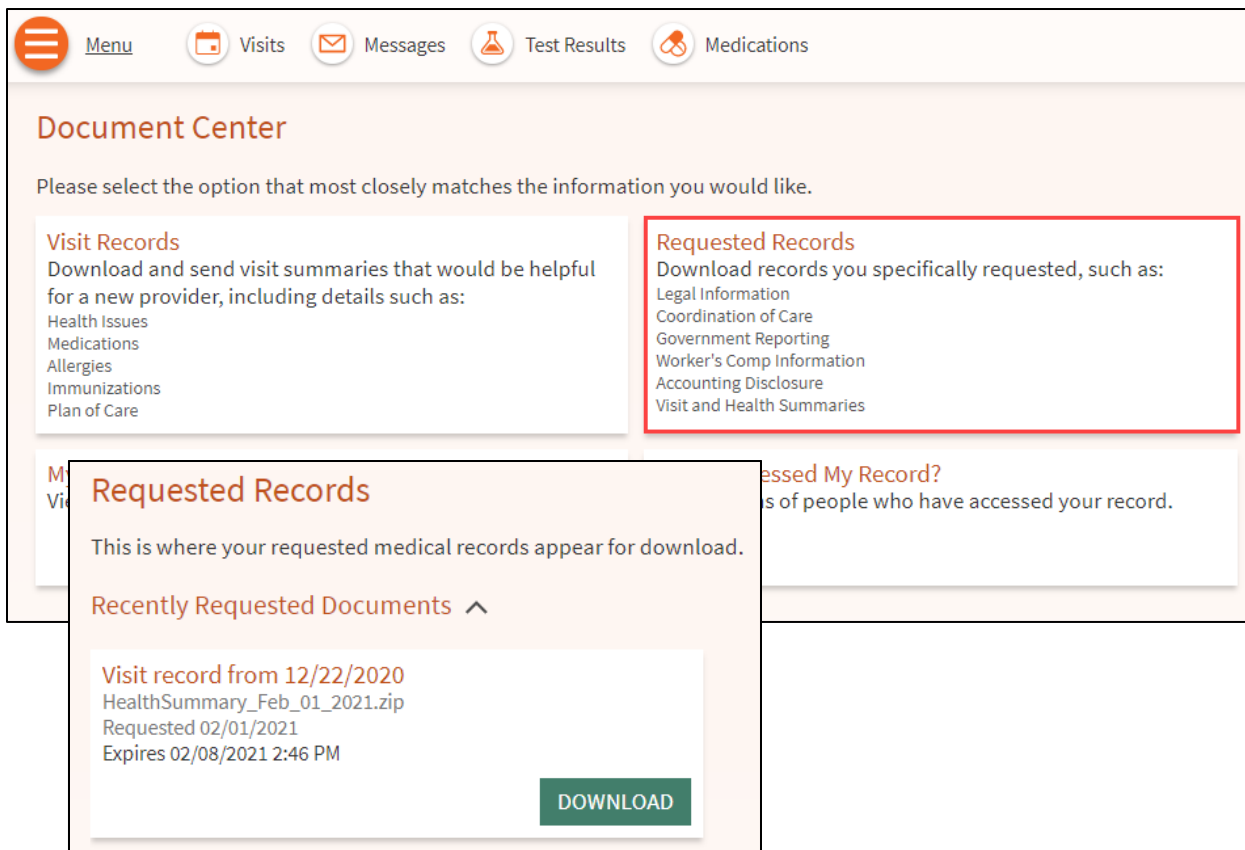 Menu Visits Messages Test Results Medications
Document Center
Please select the option that most closely matches the information you would like.
Visit Records
Download and send visit summaries that would be helpful
for a new provider, including details such as:
Health Issues
Medications
Allergies
Immunizations
Plan of Care
Requested Records
Download records you specifically requested, such as:
Legal Information
Coordination of Care
Government Reporting
Worker's Comp Information
Accounting Disclosure
Visit and Health Summaries
My Record?
of people who have accessed your record.
Requested Records
This is where your requested medical records appear for download.
Recently Requested Documents
Visit record from 12/22/2020
HealthSummary_Feb_01_2021.zip
Requested 02/01/2021
Expires 02/08/2021 2:46 PM
DOWNLOAD